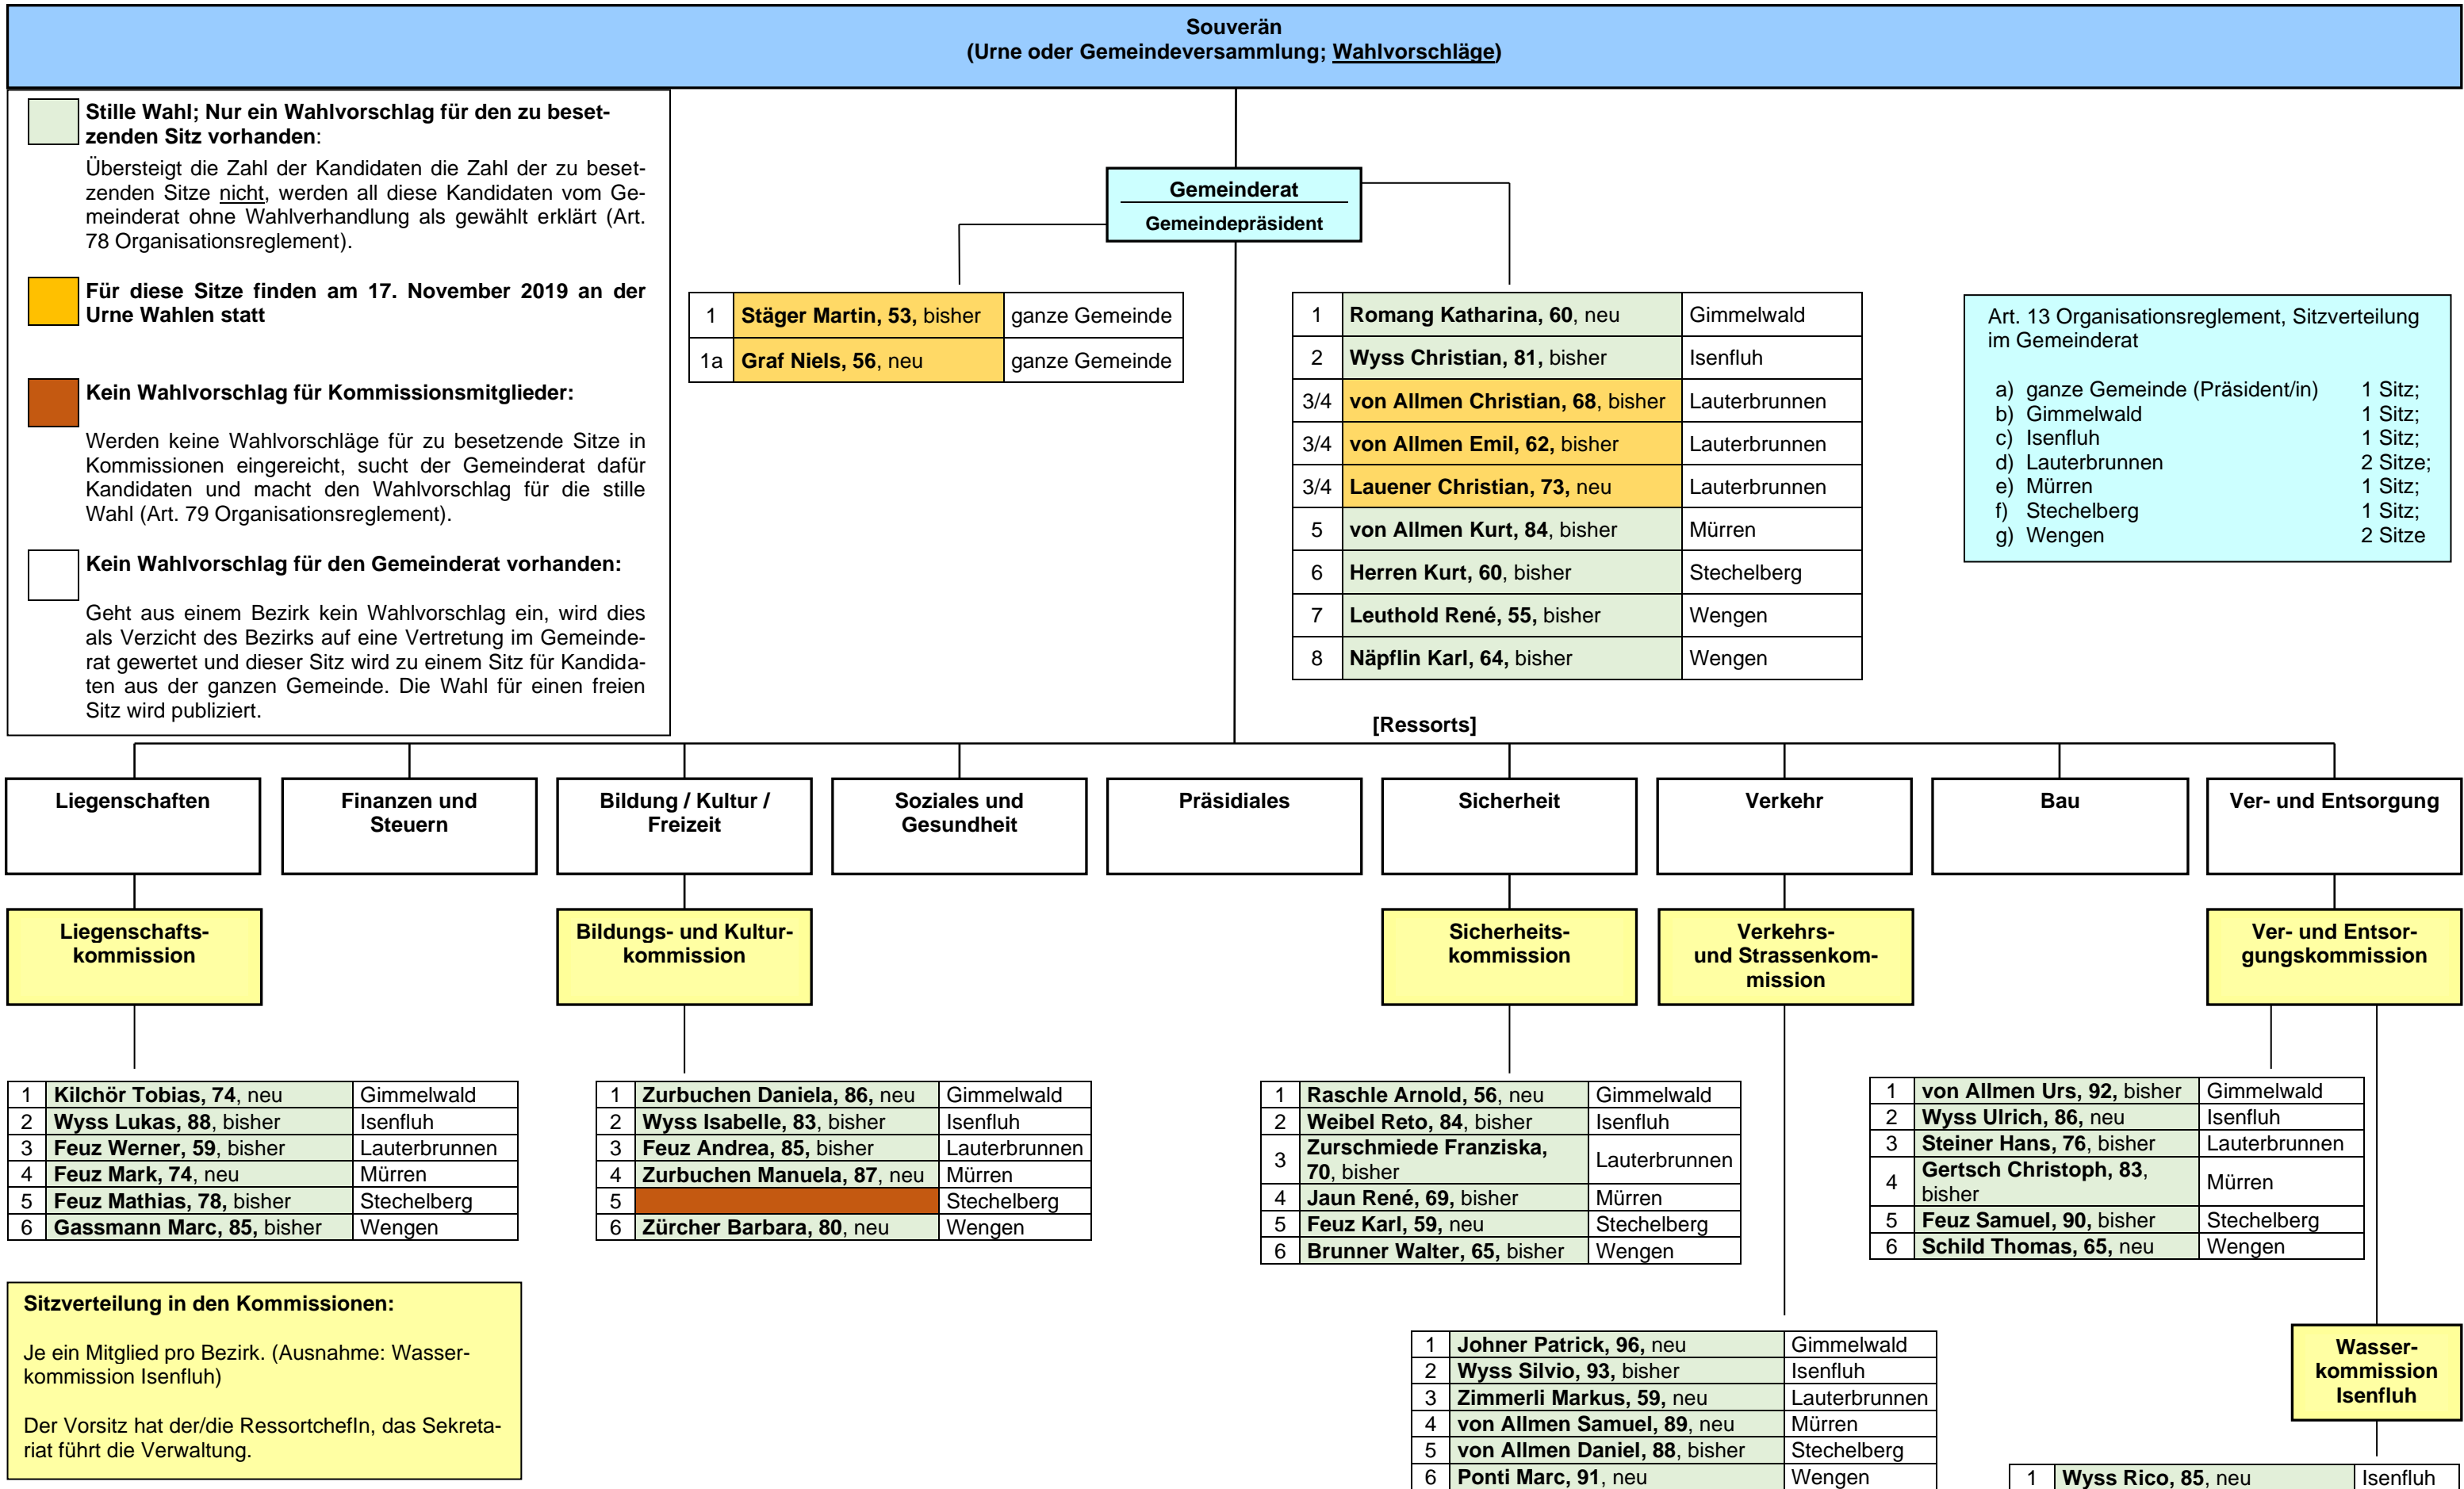 Souverän
(Urne oder Gemeindeversammlung; Wahlvorschläge)
Stille Wahl; Nur ein Wahlvorschlag für den zu beset-
zenden Sitz vorhanden:
Übersteigt die Zahl der Kandidaten die Zahl der zu beset-
zenden Sitze nicht, werden all diese Kandidaten vom Ge-
meinderat ohne Wahlverhandlung als gewählt erklärt (Art.
78 Organisationsreglement).
Für diese Sitze finden am 17. November 2019 an der
Urne Wahlen statt
Kein Wahlvorschlag für Kommissionsmitglieder:
Werden keine Wahlvorschläge für zu besetzende Sitze in
Kommissionen eingereicht, sucht der Gemeinderat dafür
Kandidaten und macht den Wahlvorschlag für die stille
Wahl (Art. 79 Organisationsreglement).
Kein Wahlvorschlag für den Gemeinderat vorhanden:
Geht aus einem Bezirk kein Wahlvorschlag ein, wird dies
als Verzicht des Bezirks auf eine Vertretung im Gemeinde-
rat gewertet und dieser Sitz wird zu einem Sitz für Kandida-
ten aus der ganzen Gemeinde. Die Wahl für einen freien
Sitz wird publiziert.
Gemeinderat
Gemeindepräsident
1 Stäger Martin, 53, bisher ganze Gemeinde
1a Graf Niels, 56, neu ganze Gemeinde
1 Romang Katharina, 60, neu Gimmelwald
2 Wyss Christian, 81, bisher Isenfluh
3/4 von Allmen Christian, 68, bisher Lauterbrunnen
3/4 von Allmen Emil, 62, bisher Lauterbrunnen
3/4 Lauener Christian, 73, neu Lauterbrunnen
5 von Allmen Kurt, 84, bisher Mürren
6 Herren Kurt, 60, bisher Stechelberg
7 Leuthold René, 55, bisher Wengen
8 Näpflin Karl, 64, bisher Wengen
Art. 13 Organisationsreglement, Sitzverteilung
im Gemeinderat
a) ganze Gemeinde (Präsident/in) 1 Sitz;
b) Gimmelwald 1 Sitz;
c) Isenfluh 1 Sitz;
d) Lauterbrunnen 2 Sitze;
e) Mürren 1 Sitz;
f) Stechelberg 1 Sitz;
g) Wengen 2 Sitze
[Ressorts]
Liegenschaften
Finanzen und
Steuern
Bildung / Kultur /
Freizeit
Soziales und
Gesundheit
Präsidiales
Sicherheit
Verkehr
Bau
Ver- und Entsorgung
Liegenschafts-
kommission
Bildungs- und Kultur-
kommission
Sicherheits-
kommission
Verkehrs-
und Strassenkom-
mission
Ver- und Entsor-
gungskommission
1 Kilchör Tobias, 74, neu Gimmelwald
2 Wyss Lukas, 88, bisher Isenfluh
3 Feuz Werner, 59, bisher Lauterbrunnen
4 Feuz Mark, 74, neu Mürren
5 Feuz Mathias, 78, bisher Stechelberg
6 Gassmann Marc, 85, bisher Wengen
1 Zurbuchen Daniela, 86, neu Gimmelwald
2 Wyss Isabelle, 83, bisher Isenfluh
3 Feuz Andrea, 85, bisher Lauterbrunnen
4 Zurbuchen Manuela, 87, neu Mürren
5 Stechelberg
6 Zürcher Barbara, 80, neu Wengen
1 Raschle Arnold, 56, neu Gimmelwald
2 Weibel Reto, 84, bisher Isenfluh
3 Zurschmiede Franziska,
70, bisher Lauterbrunnen
4 Jaun René, 69, bisher Mürren
5 Feuz Karl, 59, neu Stechelberg
6 Brunner Walter, 65, bisher Wengen
1 von Allmen Urs, 92, bisher Gimmelwald
2 Wyss Ulrich, 86, neu Isenfluh
3 Steiner Hans, 76, bisher Lauterbrunnen
4 Gertsch Christoph, 83,
bisher Mürren
5 Feuz Samuel, 90, bisher Stechelberg
6 Schild Thomas, 65, neu Wengen
Sitzverteilung in den Kommissionen:
Je ein Mitglied pro Bezirk. (Ausnahme: Wasser-
kommission Isenfluh)
Der Vorsitz hat der/die RessortchefIn, das Sekreta-
riat führt die Verwaltung.
1 Johner Patrick, 96, neu Gimmelwald
2 Wyss Silvio, 93, bisher Isenfluh
3 Zimmerli Markus, 59, neu Lauterbrunnen
4 von Allmen Samuel, 89, neu Mürren
5 von Allmen Daniel, 88, bisher Stechelberg
6 Ponti Marc, 91, neu Wengen
Wasser-
kommission
Isenfluh
1 Wyss Rico, 85, neu Isenfluh